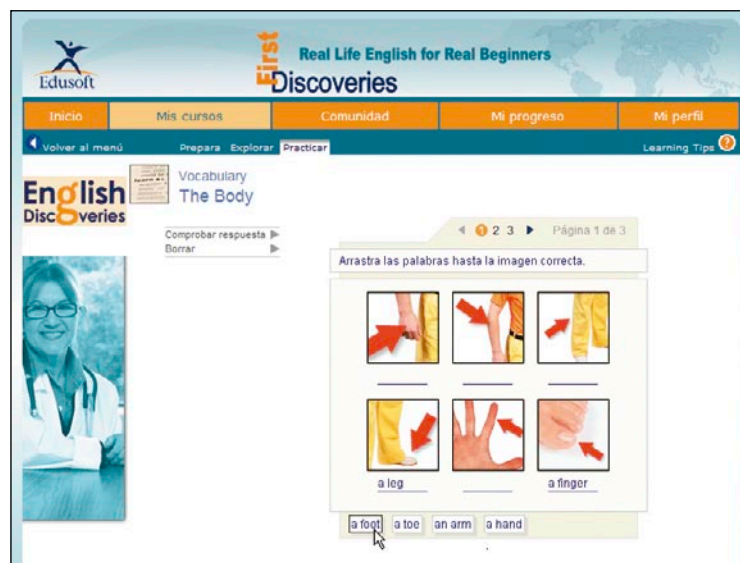 Edusoft
First Discoveries
Real Life English for Real Beginners
Inicio Mis cursos Comunidad Mi progreso Mi perfil
Volver al menú Prepara Explorar Practicar Learning Tips ?
English Discoveries
Vocabulary
The Body
Comprobar respuesta
Borrar
1 2 3 Página 1 de 3
Arrastra las palabras hasta la imagen correcta.
a leg a finger
a foot a toe an arm a hand